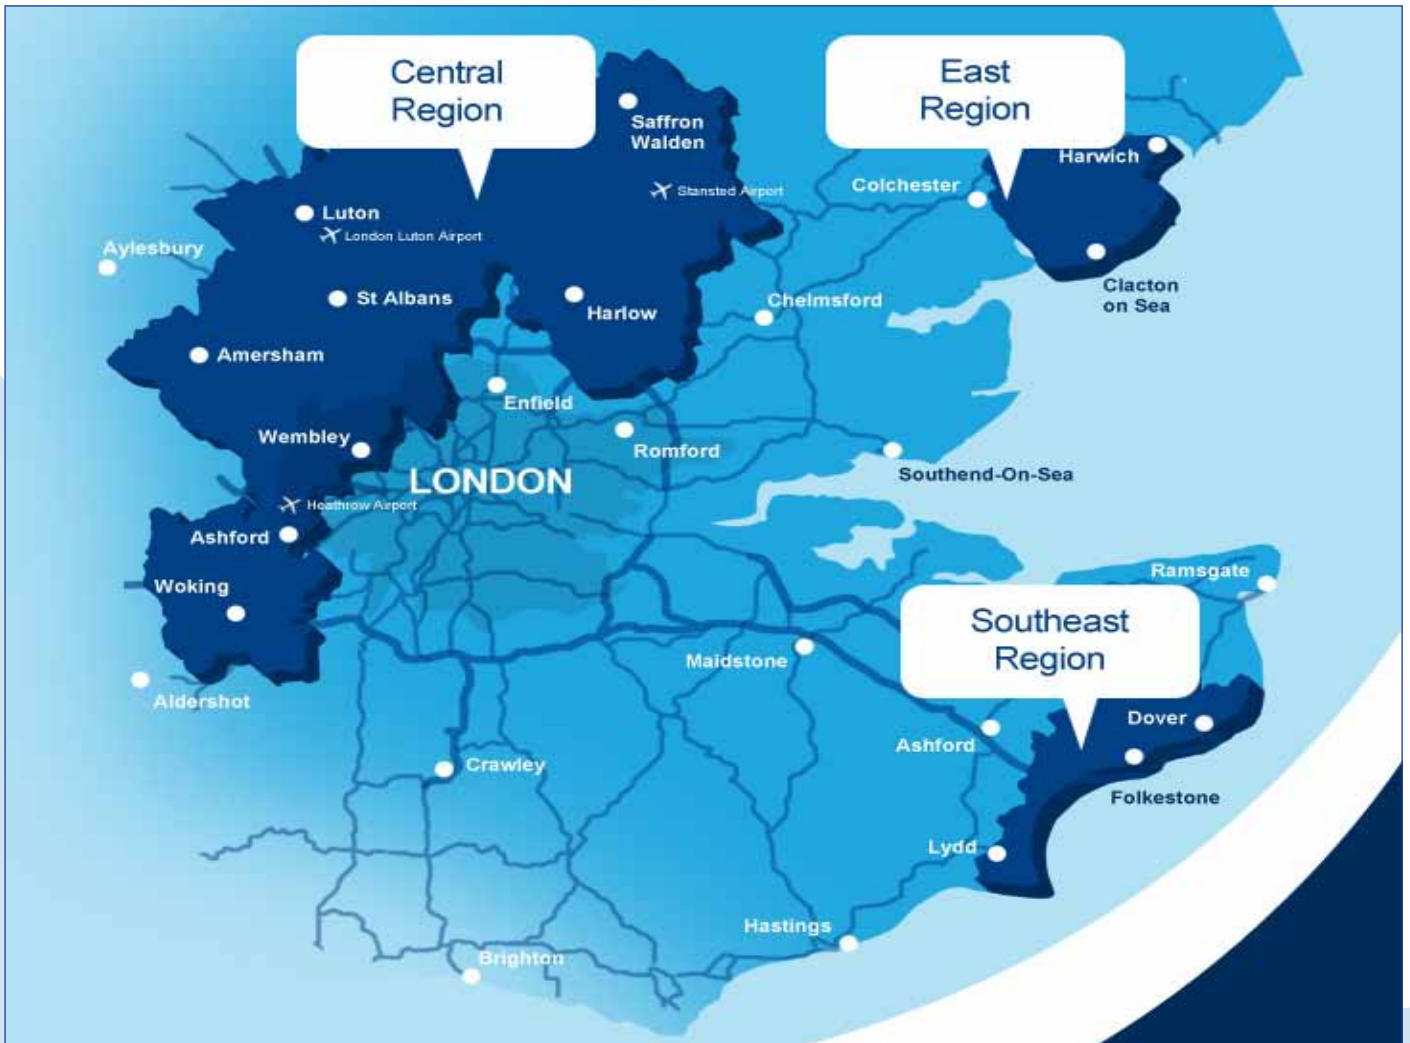 Central
Region
East
Region
Saffron
Walden
Harwich
Stansted Airport
Colchester
Luton
London Luton Airport
Aylesbury
Clacton
on Sea
St Albans
Harlow
Chelmsford
Amersham
Enfield
Wembley
Romford
LONDON
Southend-On-Sea
Heathrow Airport
Ashford
Woking
Ramsgate
Southeast
Region
Maidstone
Aldershot
Dover
Ashford
Crawley
Folkestone
Lydd
Hastings
Brighton